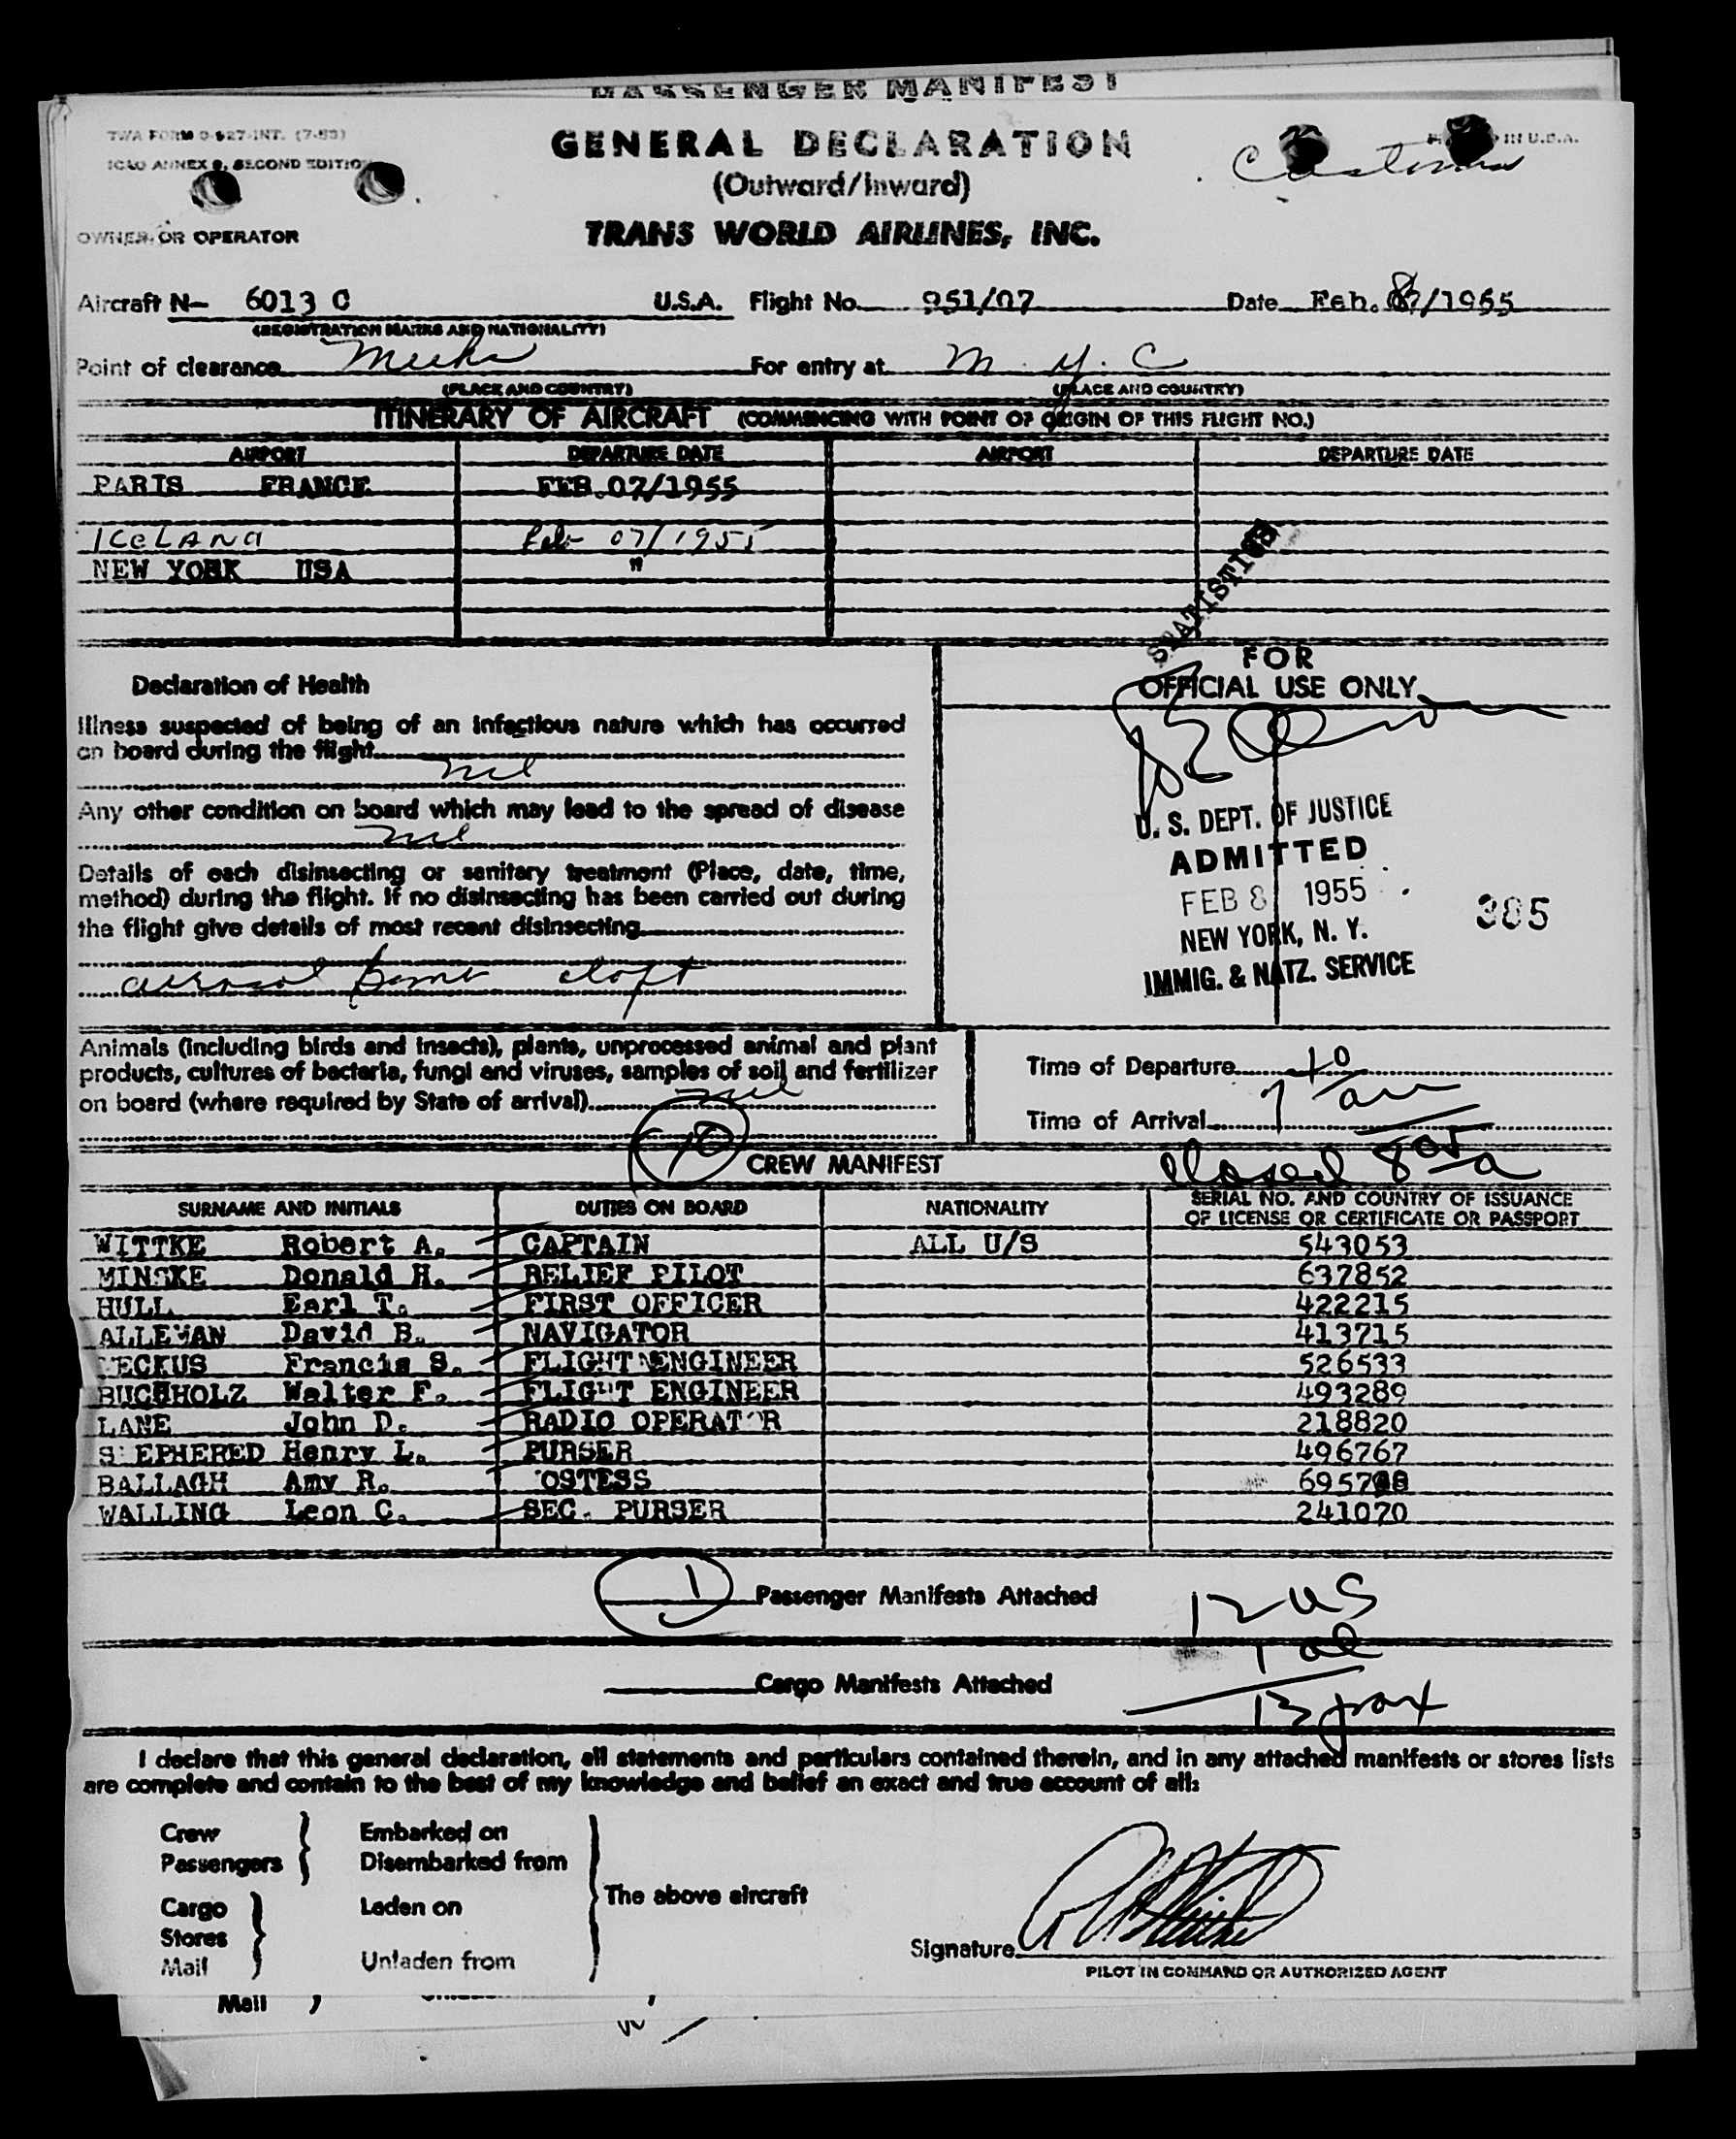 PASSENGER MANIFEST
TWA FORM O-627-INT. (7-53)
ICAO ANNEX 9, SECOND EDITION
GENERAL DECLARATION
IN U.S.A.
Customs
(Outward/Inward)
OWNER OR OPERATOR
TRANS WORLD AIRLINES, INC.
Aircraft N- 6013 C U.S.A. Flight No. 951/07 Date Feb. 8/1955
(REGISTRATION MARKS AND NATIONALITY)
Point of clearance Meeks For entry at N.Y.C
(PLACE AND COUNTRY) (PLACE AND COUNTRY)
ITINERARY OF AIRCRAFT (COMMENCING WITH POINT OF ORIGIN OF THIS FLIGHT NO.)
AIRPORT DEPARTURE DATE AIRPORT DEPARTURE DATE
PARIS FRANCE FEB.07/1955
ICeLAND Feb 07/1955
NEW YORK USA "
STATISTICS
FOR
OFFICIAL USE ONLY
Declaration of Health
Illness suspected of being of an infectious nature which has occurred
on board during the flight
nil
Any other condition on board which may lead to the spread of disease
nil
Details of each disinsecting or sanitary treatment (Place, date, time,
method) during the flight. If no disinsecting has been carried out during
the flight give details of most recent disinsecting
aerosol bomb aloft
U. S. DEPT. OF JUSTICE
ADMITTED
FEB 8 1955
NEW YORK, N. Y.
IMMIG. & NATZ. SERVICE
385
Animals (including birds and insects), plants, unprocessed animal and plant
products, cultures of bacteria, fungi and viruses, samples of soil and fertilizer
on board (where required by State of arrival) nil
Time of Departure
Time of Arrival 7 am
10
CREW MANIFEST
closed 8 05 a
SURNAME AND INITIALS DUTIES ON BOARD NATIONALITY SERIAL NO. AND COUNTRY OF ISSUANCE
OF LICENSE OR CERTIFICATE OR PASSPORT
WITTKE Robert A. CAPTAIN ALL U/S 543053
MINSKE Donald H. RELIEF PILOT 637852
HULL Earl T. FIRST OFFICER 422215
ALLEMAN David B. NAVIGATOR 413715
ECKUS Francis S. FLIGHT ENGINEER 526533
BUCHHOLZ Walter F. FLIGHT ENGINEER 493289
LANE John D. RADIO OPERAT R 218820
S EPHERED Henry L. PURSER 496767
BALLAGH Amy R. OSTESS
WALLING Leon C. SEC. PURSER 241070
1 Passenger Manifests Attached
12 US
1 al
Cargo Manifests Attached
13 pax
I declare that this general declaration, all statements and particulars contained therein, and in any attached manifests or stores lists
are complete and contain to the best of my knowledge and belief an exact and true account of all:
Crew Embarked on
Passengers Disembarked from
The above aircraft
Cargo Laden on
Stores
Mail Unladen from
Signature
PILOT IN COMMAND OR AUTHORIZED AGENT
Mail